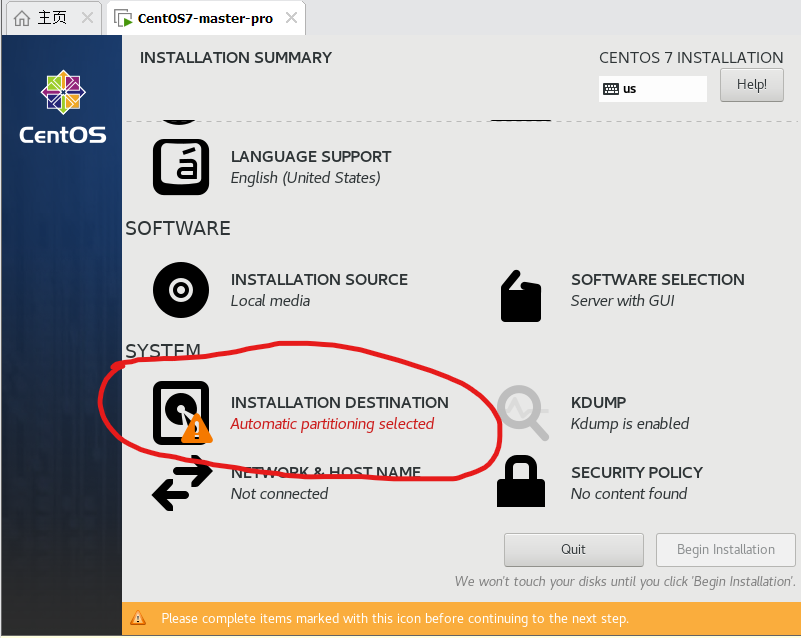 主页
CentOS7-master-pro
INSTALLATION SUMMARY
CENTOS 7 INSTALLATION
us
Help!
CentOS
LANGUAGE SUPPORT
English (United States)
SOFTWARE
INSTALLATION SOURCE
Local media
SOFTWARE SELECTION
Server with GUI
SYSTEM
INSTALLATION DESTINATION
Automatic partitioning selected
KDUMP
Kdump is enabled
NETWORK & HOST NAME
Not connected
SECURITY POLICY
No content found
Quit
Begin Installation
We won't touch your disks until you click 'Begin Installation'.
Please complete items marked with this icon before continuing to the next step.